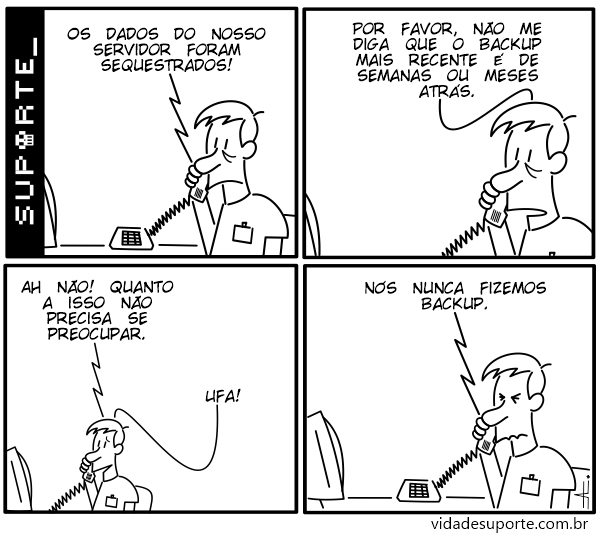 SUPORTE_
OS DADOS DO NOSSO
SERVIDOR FORAM
SEQUESTRADOS!
POR FAVOR, NÃO ME
DIGA QUE O BACKUP
MAIS RECENTE É DE
SEMANAS OU MESES
ATRÁS.
AH NÃO! QUANTO
A ISSO NÃO
PRECISA SE
PREOCUPAR.
UFA!
NÓS NUNCA FIZEMOS
BACKUP.
vidadesuporte.com.br